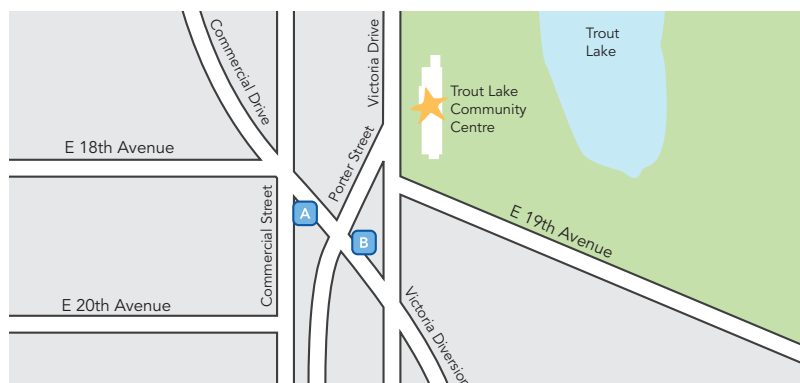 Commercial Drive
Victoria Drive
Trout
Lake
Trout Lake
Community
Centre
E 18th Avenue
Porter Street
Commercial Street
A
B
E 19th Avenue
E 20th Avenue
Victoria Diversion